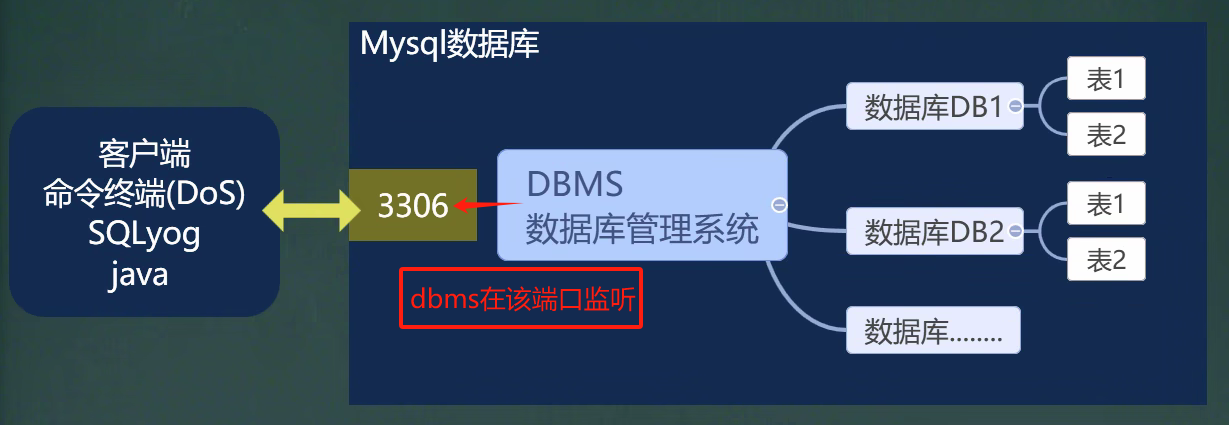 Mysql数据库
客户端
命令终端(DoS)
SQLyog
java
3306
DBMS
数据库管理系统
dbms在该端口监听
数据库DB1
表1
表2
数据库DB2
表1
表2
数据库........